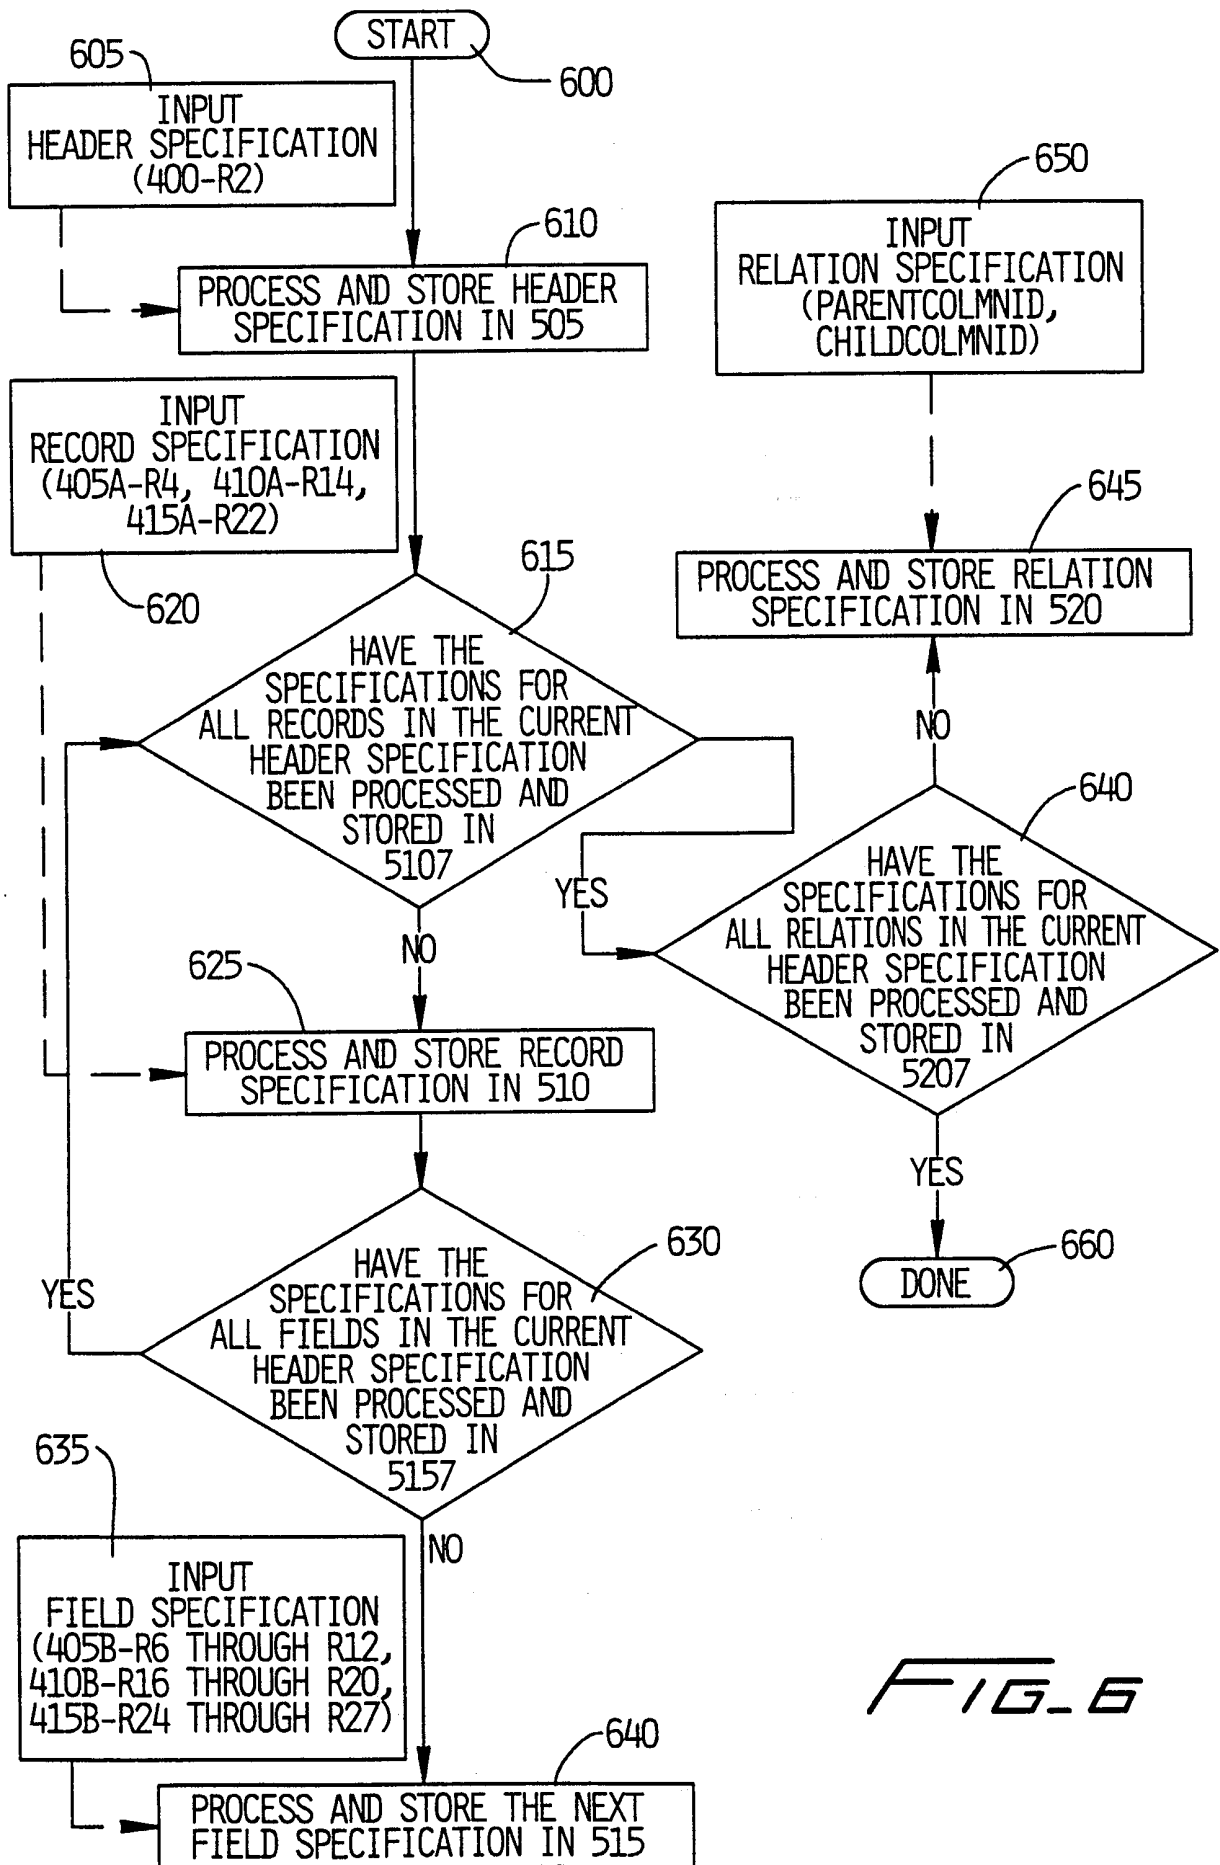 START
600
605
INPUT
HEADER SPECIFICATION
(400-R2)
610
PROCESS AND STORE HEADER
SPECIFICATION IN 505
INPUT
RECORD SPECIFICATION
(405A-R4, 410A-R14,
415A-R22)
620
615
HAVE THE
SPECIFICATIONS FOR
ALL RECORDS IN THE CURRENT
HEADER SPECIFICATION
BEEN PROCESSED AND
STORED IN
5107
YES
NO
625
PROCESS AND STORE RECORD
SPECIFICATION IN 510
630
HAVE THE
SPECIFICATIONS FOR
ALL FIELDS IN THE CURRENT
HEADER SPECIFICATION
BEEN PROCESSED AND
STORED IN
5157
YES
NO
635
INPUT
FIELD SPECIFICATION
(405B-R6 THROUGH R12,
410B-R16 THROUGH R20,
415B-R24 THROUGH R27)
640
PROCESS AND STORE THE NEXT
FIELD SPECIFICATION IN 515
650
INPUT
RELATION SPECIFICATION
(PARENTCOLMNID,
CHILDCOLMNID)
645
PROCESS AND STORE RELATION
SPECIFICATION IN 520
NO
640
HAVE THE
SPECIFICATIONS FOR
ALL RELATIONS IN THE CURRENT
HEADER SPECIFICATION
BEEN PROCESSED AND
STORED IN
5207
YES
DONE
660
FIG_6